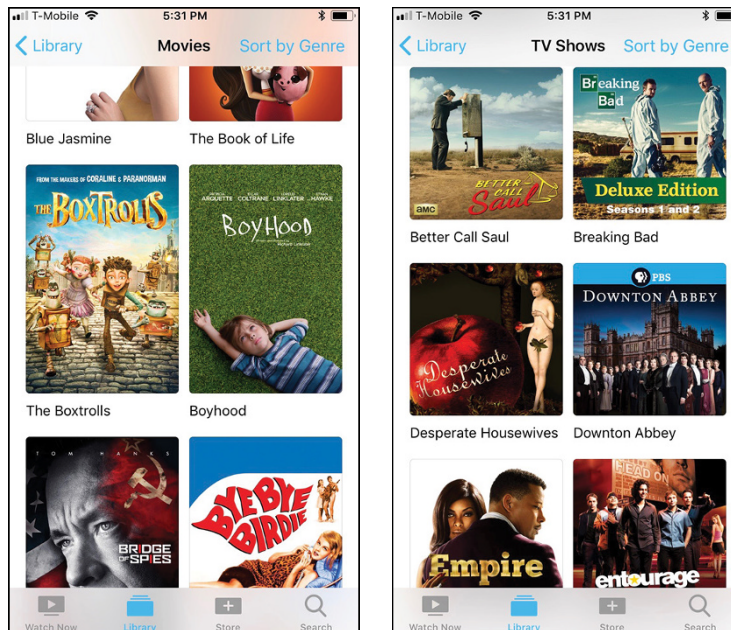 T-Mobile 5:31 PM
Library Movies Sort by Genre
Blue Jasmine The Book of Life
FROM THE MAKERS OF CORALINE & PARANORMAN
THE BOXTROLLS
ARQUETTE COLTRANE LINKLATER HAWKE
BOYHOOD
The Boxtrolls Boyhood
TOM HANKS
BRIDGE
OF SPIES
BYE BYE
BIRDIE
Watch Now Library Store Search
T-Mobile 5:31 PM
Library TV Shows Sort by Genre
BETTER
CALL
Saul
amc
Breaking
Bad
Deluxe Edition
Seasons 1 and 2
Better Call Saul Breaking Bad
Desperate
Housewives
PBS
DOWNTON ABBEY
Desperate Housewives Downton Abbey
Empire
HEAD ON
entourage
Watch Now Library Store Search